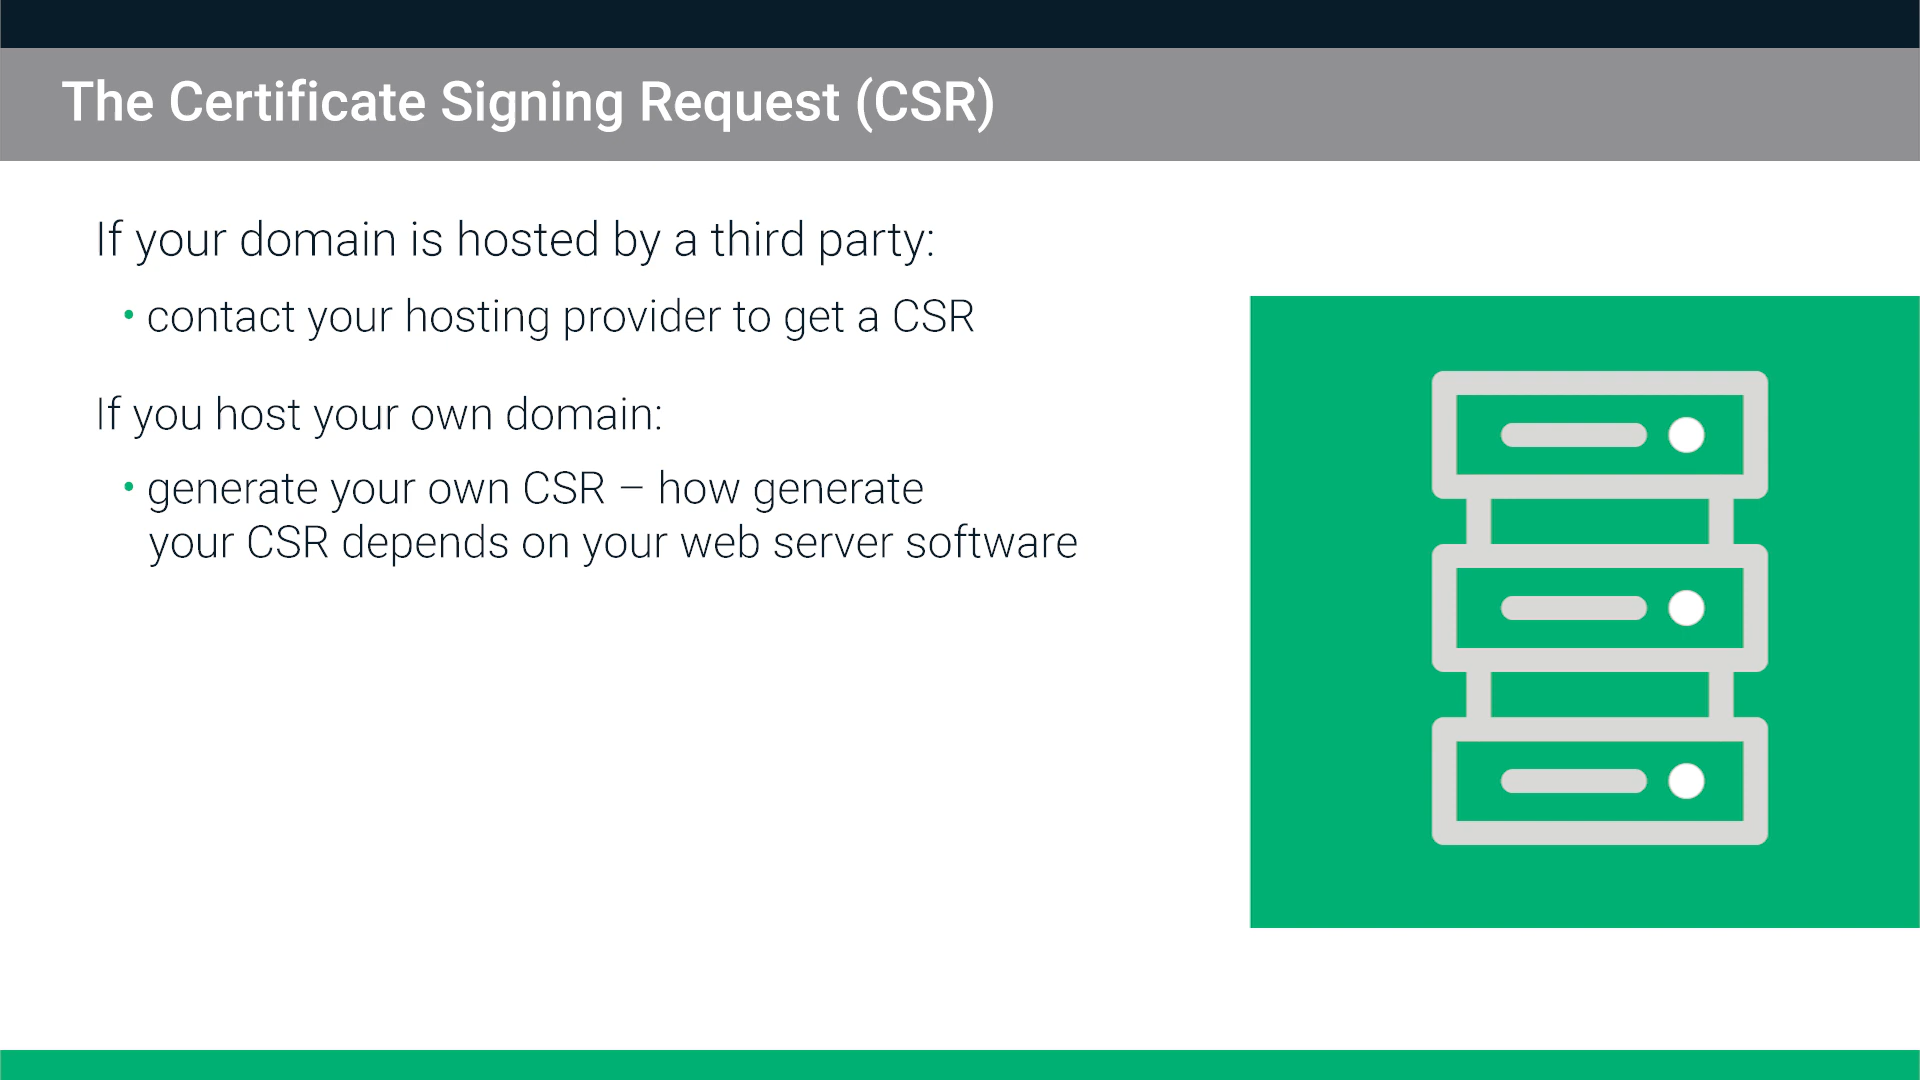 The Certificate Signing Request (CSR)
If your domain is hosted by a third party:
• contact your hosting provider to get a CSR
If you host your own domain:
• generate your own CSR – how generate
your CSR depends on your web server software